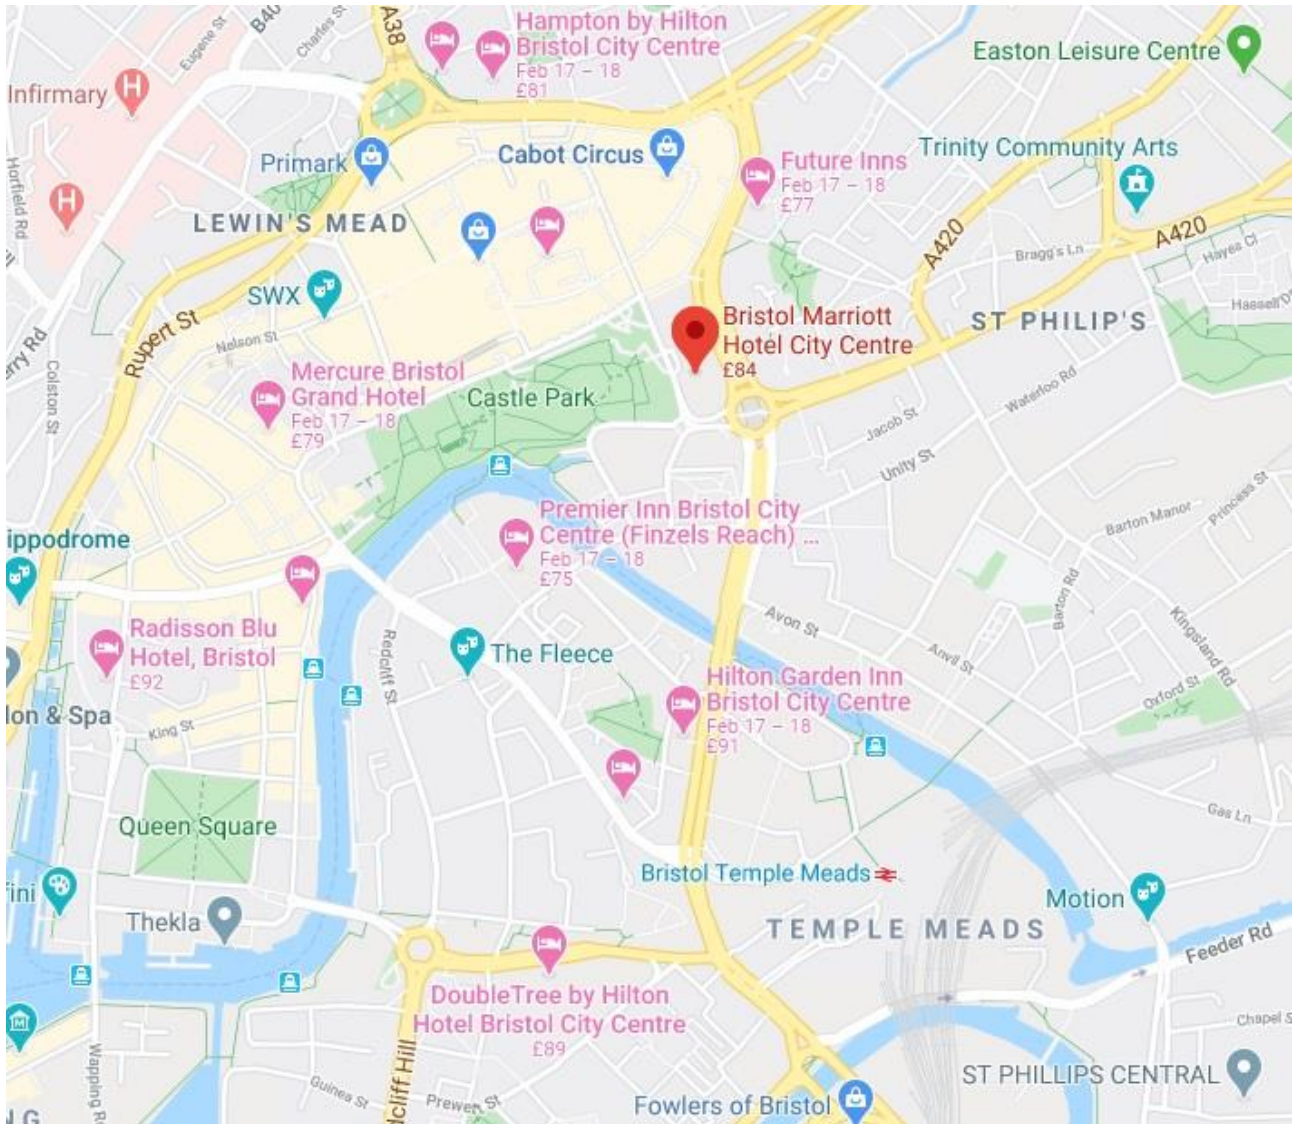 A38
B40
Eugene St
Charles St
Hampton by Hilton
Bristol City Centre
Feb 17 – 18
£81
Easton Leisure Centre
Infirmary
Primark
Cabot Circus
Future Inns
Feb 17 – 18
£77
Trinity Community Arts
Horfield Rd
LEWIN'S MEAD
A420
A420
Bragg's Ln
Hayes Cl
SWX
Rupert St
Nelson St
Bristol Marriott
Hotel City Centre
£84
ST PHILIP'S
erry Rd
Colston St
Mercure Bristol
Grand Hotel
Feb 17 – 18
£79
Castle Park
Waterloo Rd
Jacob St
Unity St
Premier Inn Bristol City
Centre (Finzels Reach) ...
Feb 17 – 18
£75
Barton Manor
Princess St
ippodrome
Barton Rd
Kingsland Rd
Avon St
Anvil St
Radisson Blu
Hotel, Bristol
£92
Redcliff St
The Fleece
Hilton Garden Inn
Bristol City Centre
Feb 17 – 18
£91
Oxford St
lon & Spa
King St
Queen Square
Gas Ln
Bristol Temple Meads
ini
Thekla
Motion
TEMPLE MEADS
Feeder Rd
DoubleTree by Hilton
Hotel Bristol City Centre
£89
Chapel S
Wapping R
dcliff Hill
Guinea St
Prewett St
Fowlers of Bristol
ST PHILLIPS CENTRAL
G